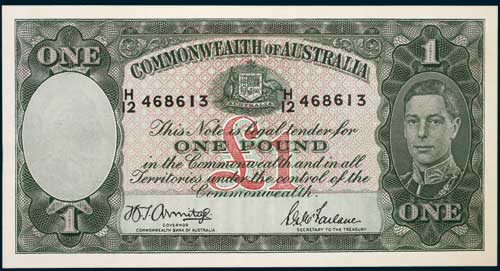 COMMONWEALTH OF AUSTRALIA
ONE
1
H/12 468613
AUSTRALIA
H/12 468613
This Note is legal tender for
ONE POUND
in the Commonwealth and in all
Territories under the control of the
Commonwealth.
£1
H.T. Armitage
R. G. McFarlane
GOVERNOR
COMMONWEALTH BANK OF AUSTRALIA
SECRETARY TO THE TREASURY
1
ONE